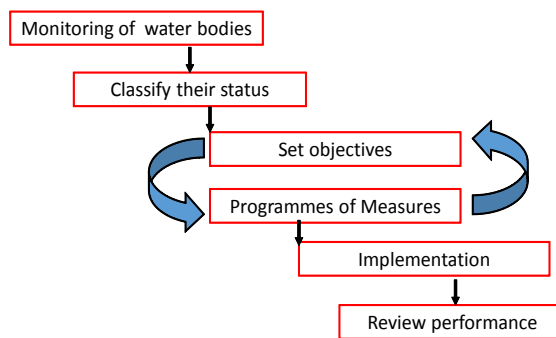 Monitoring of water bodies
Classify their status
Set objectives
Programmes of Measures
Implementation
Review performance